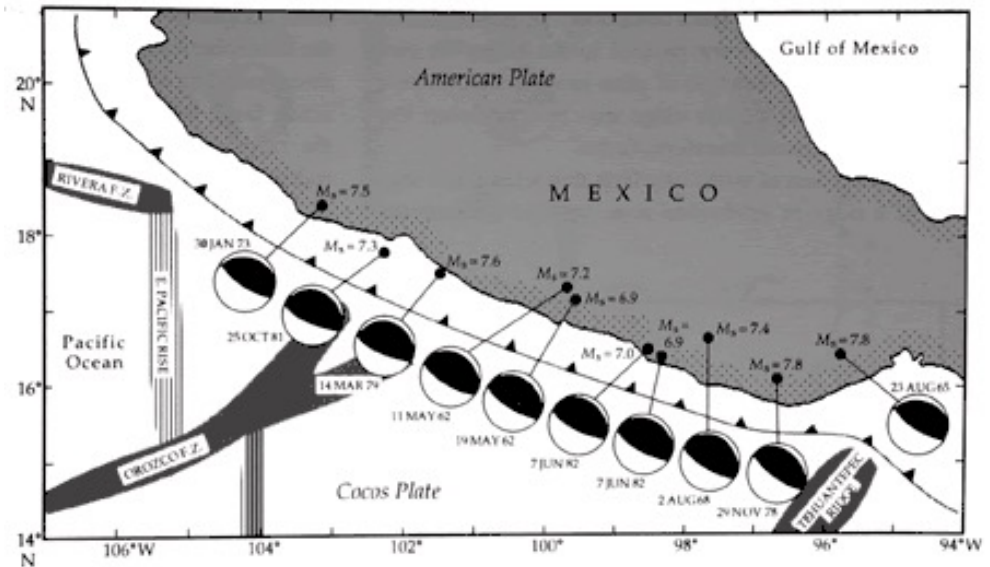 Gulf of Mexico
American Plate
20°
N
MEXICO
RIVERA F.Z.
Ms = 7.5
18°
30 JAN 73
Ms = 7.3
Ms = 7.6
Ms = 7.2
Ms = 6.9
E. PACIFIC RISE
Pacific
Ocean
25 OCT 81
Ms =
6.9
Ms = 7.0
Ms = 7.4
Ms = 7.8
Ms = 7.8
16°
14 MAR 79
23 AUG 65
11 MAY 62
19 MAY 62
OROZCO F.Z.
7 JUN 82
7 JUN 82
2 AUG 68
29 NOV 78
Cocos Plate
TEHUANTEPEC
RIDGE
14°
N
106°W
104°
102°
100°
98°
96°
94°W